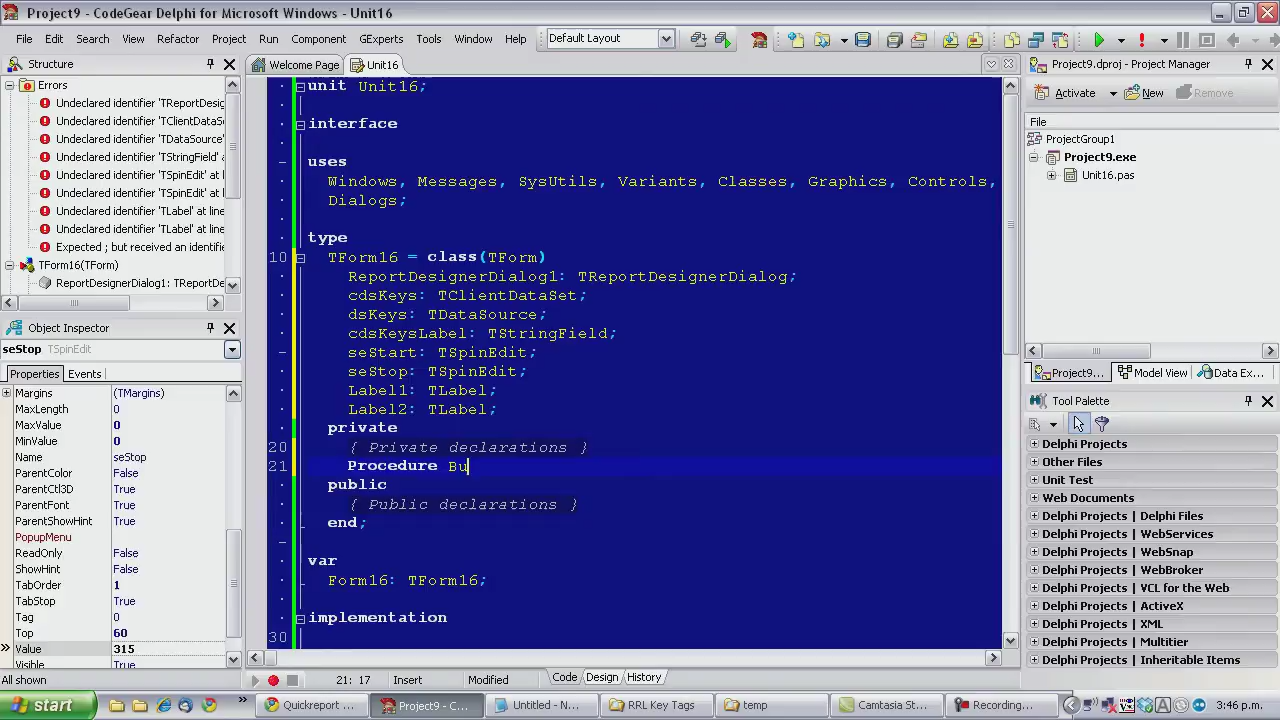 Project9 - CodeGear Delphi for Microsoft Windows - Unit16
File Edit Search View Refactor Project Run Component GExperts Tools Window Help
Default Layout
Structure
Errors
Undeclared identifier 'TReportDesig
Undeclared identifier 'TClientDataS
Undeclared identifier 'TDataSource'
Undeclared identifier 'TStringField'
Undeclared identifier 'TSpinEdit' at
Undeclared identifier 'TSpinEdit' at
Undeclared identifier 'TLabel' at line
Undeclared identifier 'TLabel' at line
Expected ; but received an identifie
TForm16(TForm)
ReportDesignerDialog1: TReportDe
Object Inspector
seStop TSpinEdit
Properties Events
Margins (TMargins)
MaxLength 0
MaxValue 0
MinValue 0
Name seStop
ParentColor False
ParentCtl3D True
ParentFont True
ParentShowHint True
PopupMenu
ReadOnly False
ShowHint False
TabOrder 1
TabStop True
Tag 0
Top 60
Value 315
Visible True
All shown
Welcome Page Unit16
unit Unit16;
interface
uses
Windows, Messages, SysUtils, Variants, Classes, Graphics, Controls,
Dialogs;
type
10 TForm16 = class(TForm)
ReportDesignerDialog1: TReportDesignerDialog;
cdsKeys: TClientDataSet;
dsKeys: TDataSource;
cdsKeysLabel: TStringField;
seStart: TSpinEdit;
seStop: TSpinEdit;
Label1: TLabel;
Label2: TLabel;
private
20 { Private declarations }
21 Procedure Bu
public
{ Public declarations }
end;
var
Form16: TForm16;
implementation
30
21: 17 Insert Modified Code Design History
Project9.dproj - Project Manager
Activate New Remove
File
ProjectGroup1
Project9.exe
Unit16.pas
Project9... Model View Data Ex...
Tool Palette
Delphi Projects
Other Files
Unit Test
Web Documents
Delphi Projects | Delphi Files
Delphi Projects | WebServices
Delphi Projects | WebSnap
Delphi Projects | WebBroker
Delphi Projects | VCL for the Web
Delphi Projects | ActiveX
Delphi Projects | XML
Delphi Projects | Multitier
Delphi Projects | Inheritable Items
start Quickreport ... Project9 - C... Untitled - N... RRL Key Tags temp Camtasia St... Recording... 3:46 p.m.